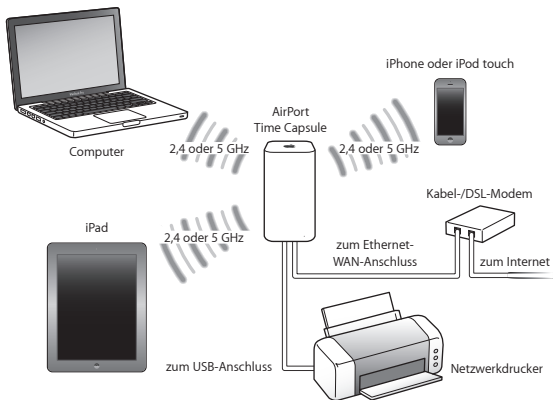 iPhone oder iPod touch
AirPort
Time Capsule
Computer
2,4 oder 5 GHz
2,4 oder 5 GHz
Kabel-/DSL-Modem
iPad
2,4 oder 5 GHz
zum Ethernet-
WAN-Anschluss
zum Internet
zum USB-Anschluss
Netzwerkdrucker